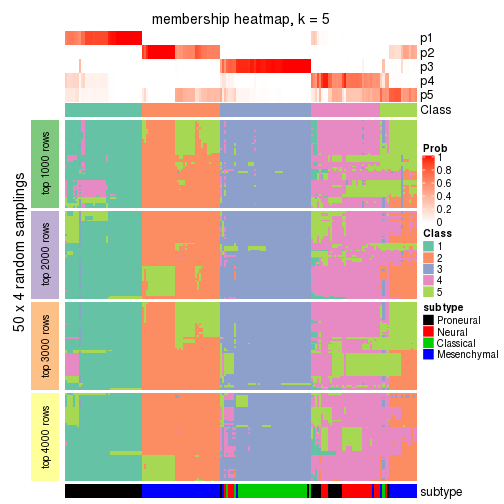 membership heatmap, k = 5
p1
p2
p3
p4
p5
Class
50 x 4 random samplings
top 1000 rows
top 2000 rows
top 3000 rows
top 4000 rows
Prob
1
0.8
0.6
0.4
0.2
0
Class
1
2
3
4
5
subtype
Proneural
Neural
Classical
Mesenchymal
subtype